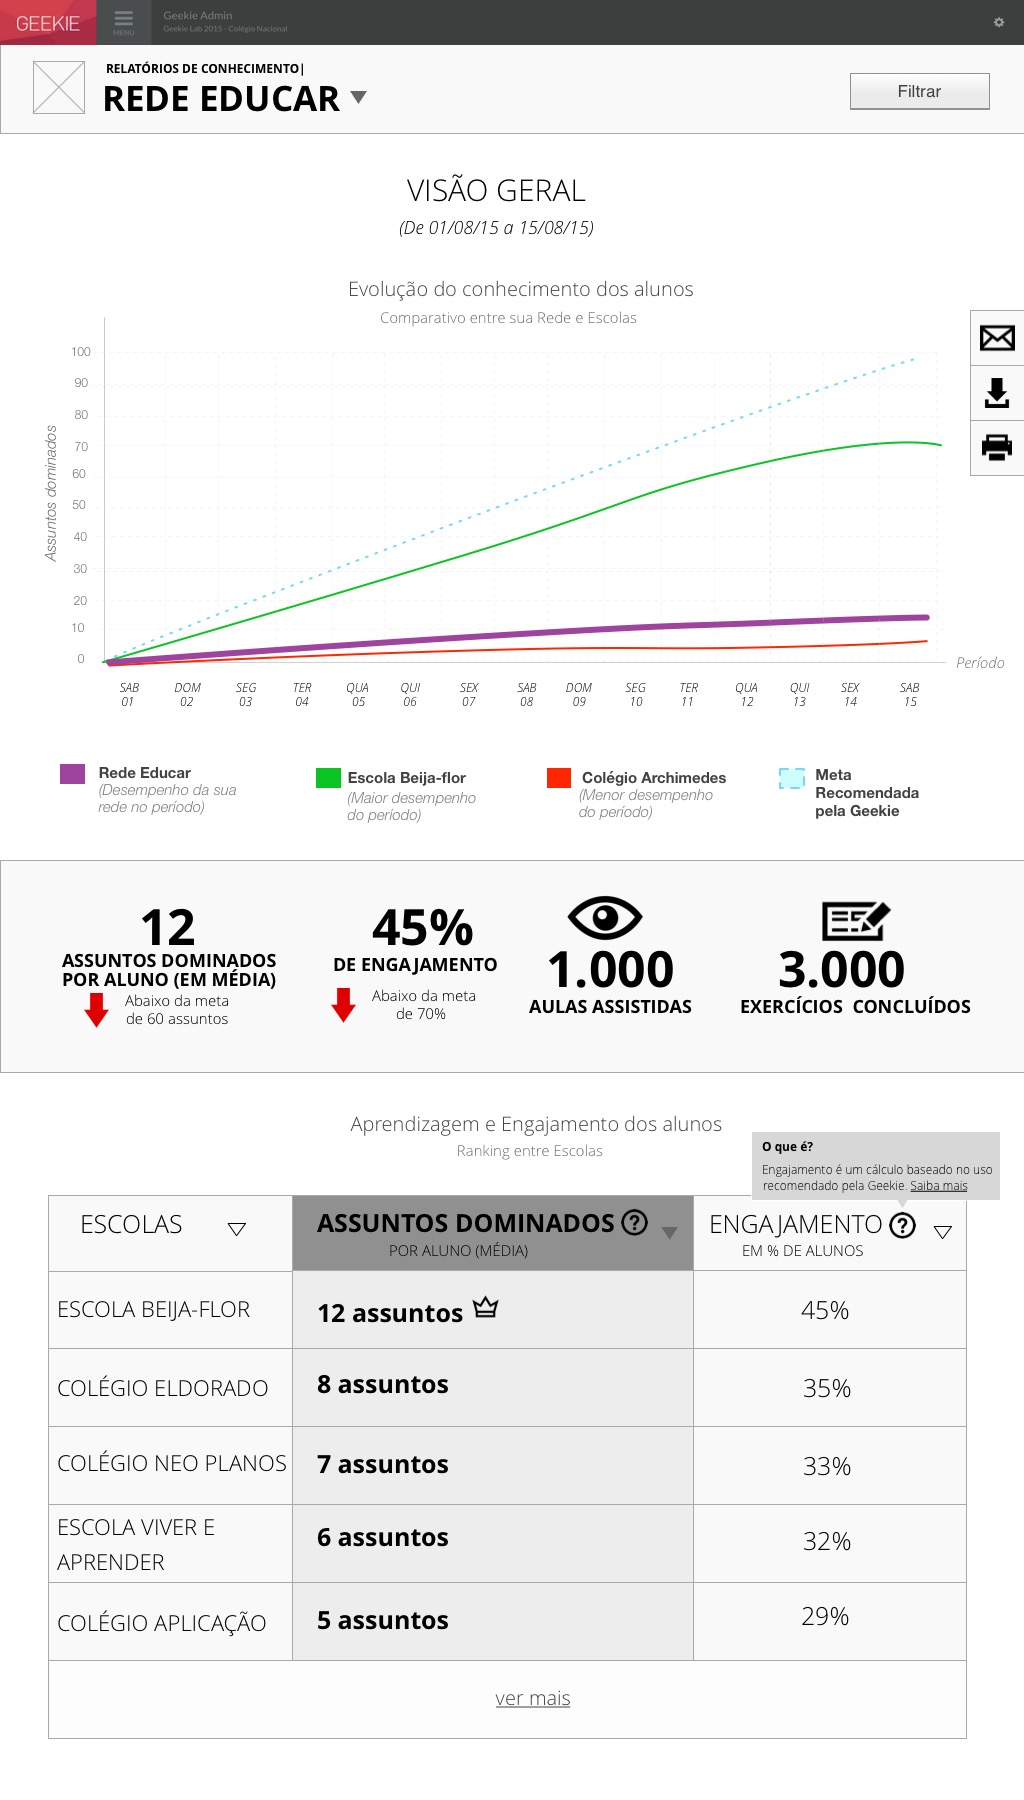 GEEKIE
MENU
Geekie Admin
Geekie Lab 2015 - Colégio Nacional
RELATÓRIOS DE CONHECIMENTO|
REDE EDUCAR
Filtrar
VISÃO GERAL
(De 01/08/15 a 15/08/15)
Evolução do conhecimento dos alunos
Comparativo entre sua Rede e Escolas
Assuntos dominados
100
90
80
70
60
50
40
30
20
10
0
Período
SAB DOM SEG TER QUA QUI SEX SAB DOM SEG TER QUA QUI SEX SAB
01 02 03 04 05 06 07 08 09 10 11 12 13 14 15
Rede Educar
(Desempenho da sua
rede no período)
Escola Beija-flor
(Maior desempenho
do período)
Colégio Archimedes
(Menor desempenho
do período)
Meta
Recomendada
pela Geekie
12
ASSUNTOS DOMINADOS
POR ALUNO (EM MÉDIA)
Abaixo da meta
de 60 assuntos
45%
DE ENGAJAMENTO
Abaixo da meta
de 70%
1.000
AULAS ASSISTIDAS
3.000
EXERCÍCIOS CONCLUÍDOS
Aprendizagem e Engajamento dos alunos
Ranking entre Escolas
O que é?
Engajamento é um cálculo baseado no uso
recomendado pela Geekie. Saiba mais
ESCOLAS
ASSUNTOS DOMINADOS ?
POR ALUNO (MÉDIA)
ENGAJAMENTO ?
EM % DE ALUNOS
ESCOLA BEIJA-FLOR
12 assuntos
45%
COLÉGIO ELDORADO
8 assuntos
35%
COLÉGIO NEO PLANOS
7 assuntos
33%
ESCOLA VIVER E
APRENDER
6 assuntos
32%
COLÉGIO APLICAÇÃO
5 assuntos
29%
ver mais